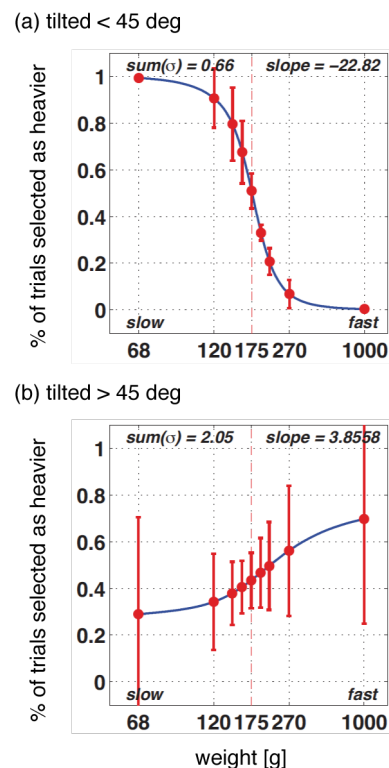 (a) tilted < 45 deg
sum(σ) = 0.66 slope = −22.82
% of trials selected as heavier
1
0.8
0.6
0.4
0.2
0
slow fast
68 120 175 270 1000
(b) tilted > 45 deg
sum(σ) = 2.05 slope = 3.8558
% of trials selected as heavier
1
0.8
0.6
0.4
0.2
0
slow fast
68 120 175 270 1000
weight [g]